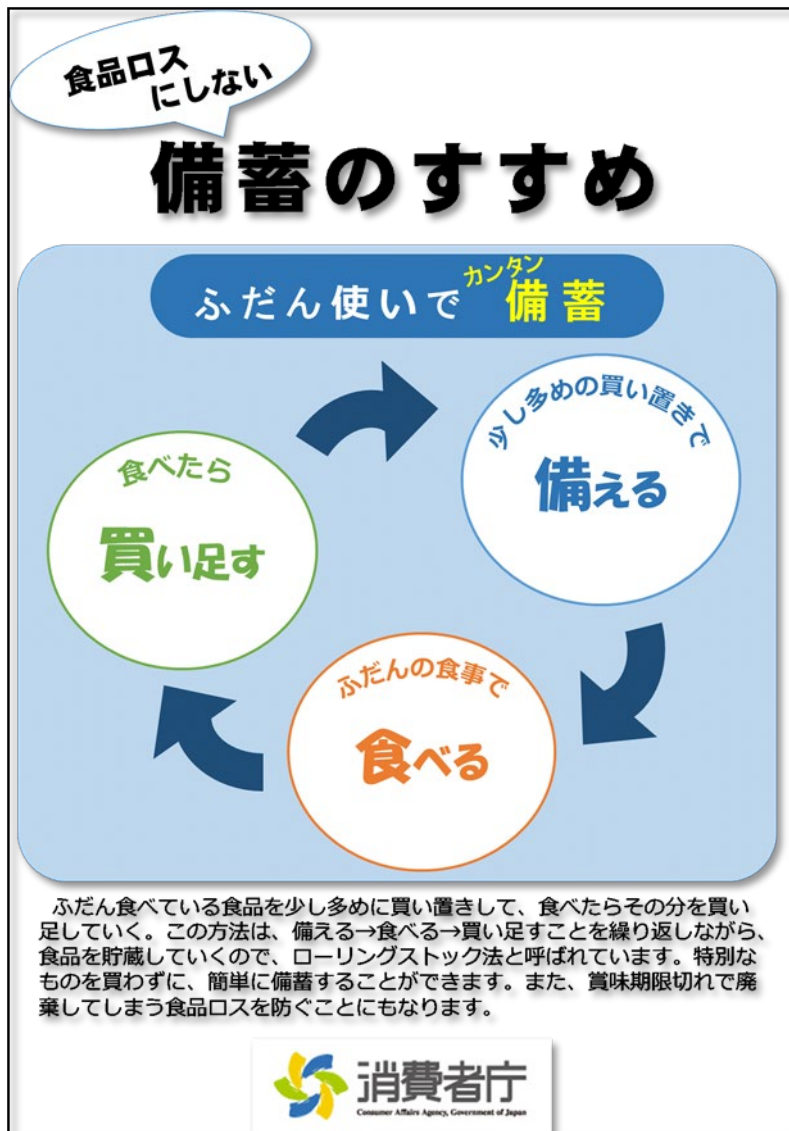 食品ロス
にしない
備蓄のすすめ
カンタン
ふだん使いで備蓄
少し多めの買い置きで
備える
食べたら
買い足す
ふだんの食事で
食べる
ふだん食べている食品を少し多めに買い置きして、食べたらその分を買い
足していく。この方法は、備える→食べる→買い足すことを繰り返しながら、
食品を貯蔵していくので、ローリングストック法と呼ばれています。特別な
ものを買わずに、簡単に備蓄することができます。また、賞味期限切れで廃
棄してしまう食品ロスを防ぐことにもなります。
消費者庁
Consumer Affairs Agency, Government of Japan